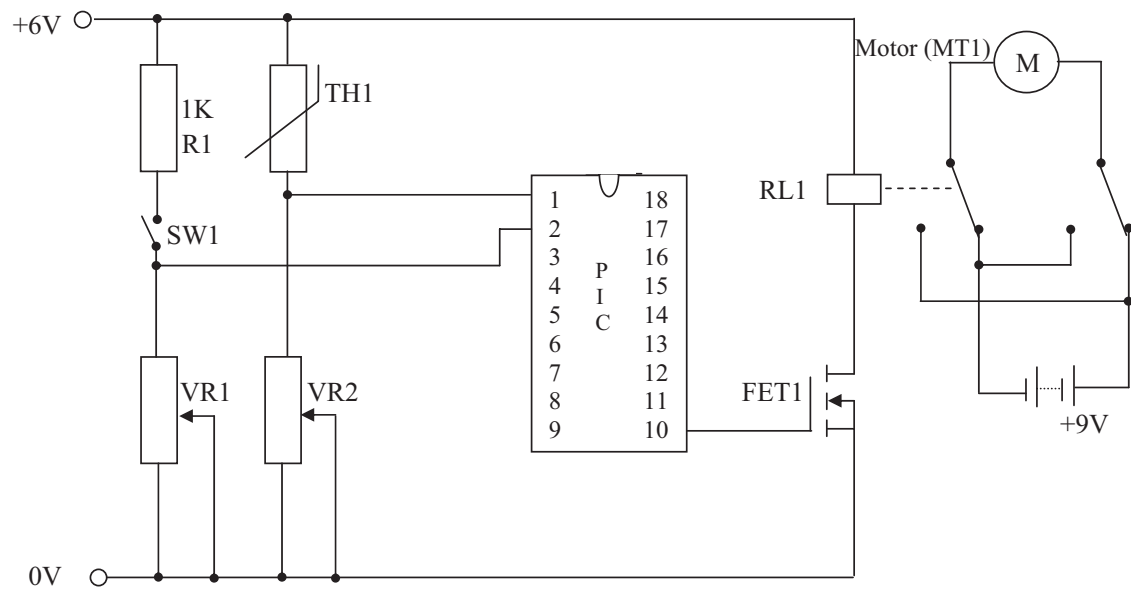 +6V
Motor (MT1)
M
1K
R1
TH1
SW1
RL1
1 18
2 17
3 16
4 15
5 14
6 13
7 12
8 11
9 10
P
I
C
VR1
VR2
FET1
+9V
0V